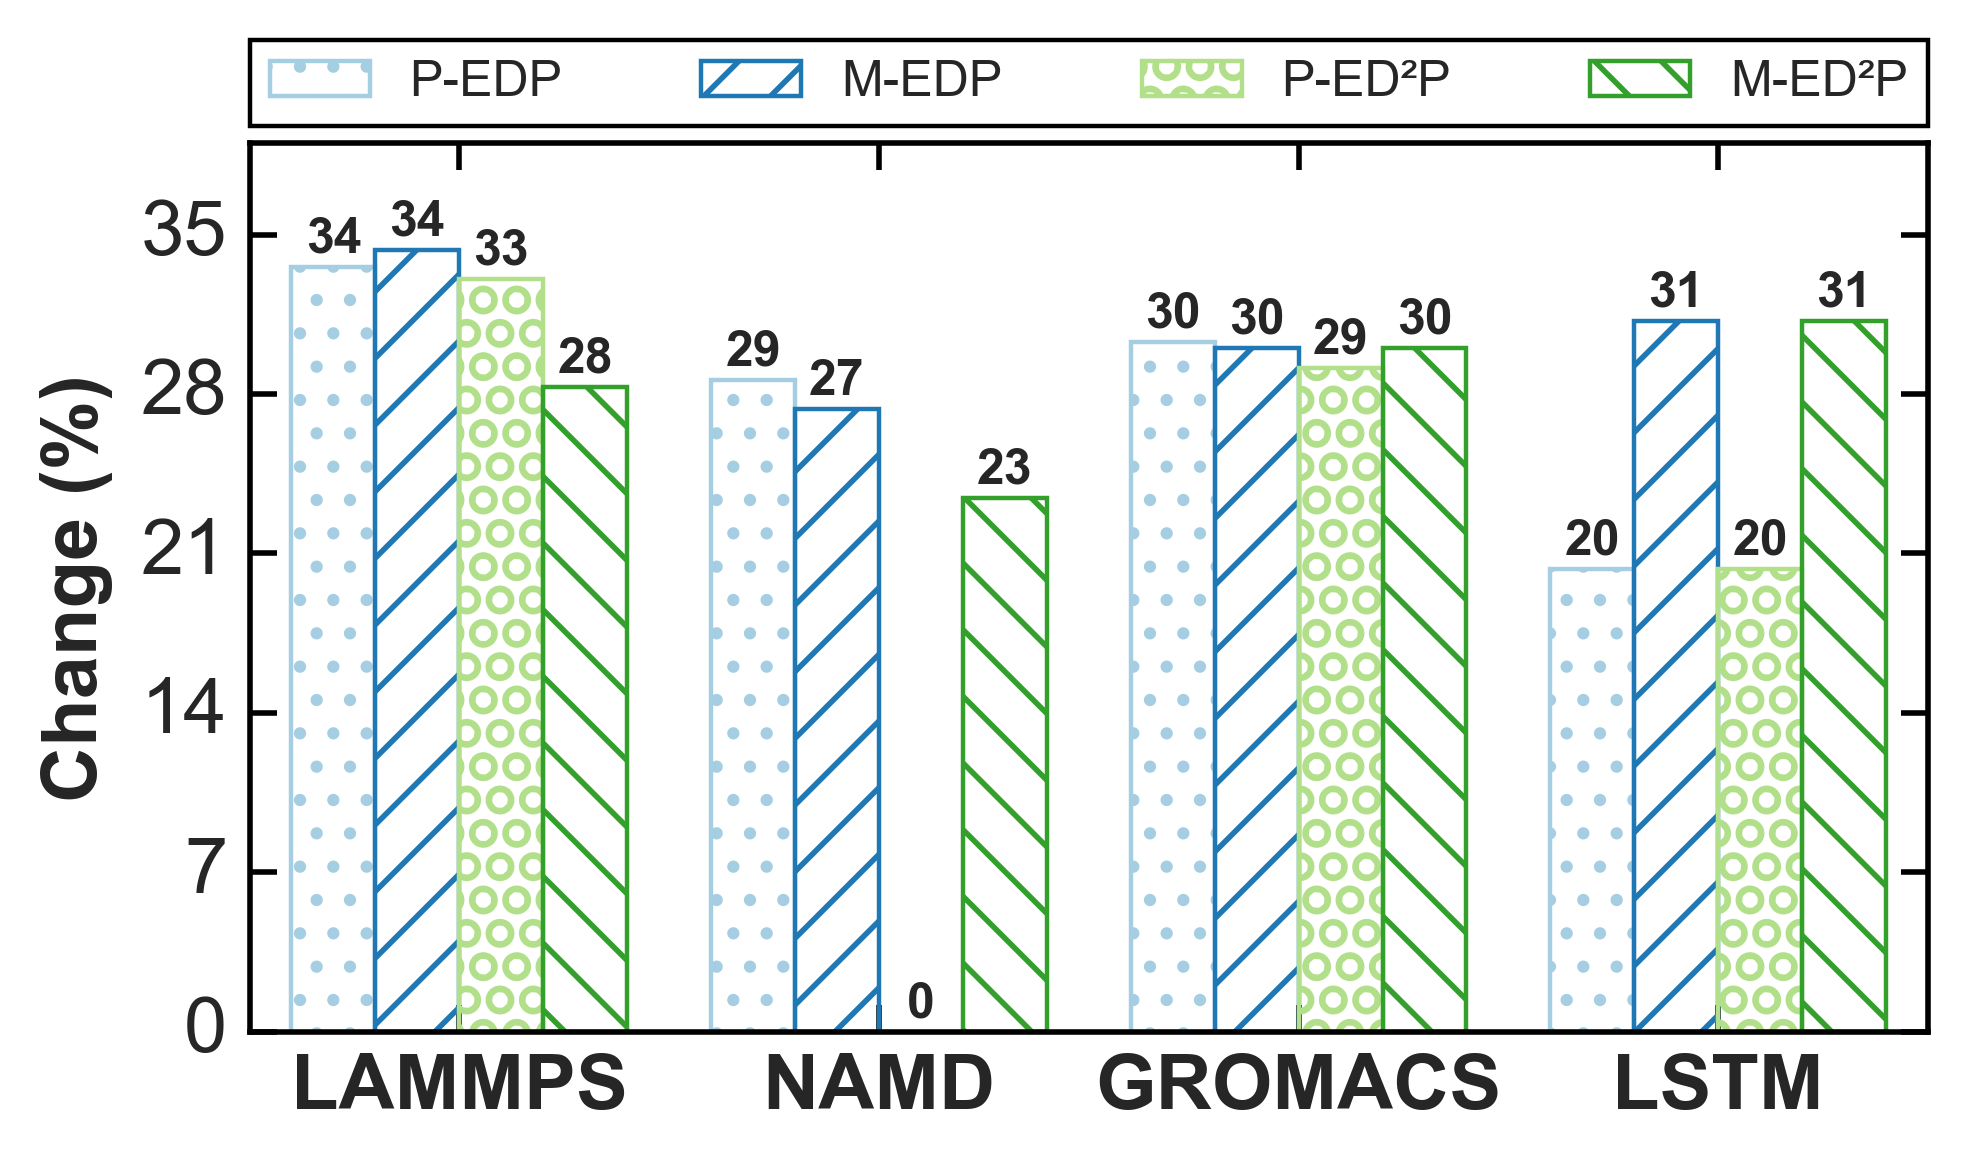 P-EDP M-EDP P-ED²P M-ED²P
Change (%)
35
28
21
14
7
0
34 34 33 28
29 27 0 23
30 30 29 30
20 31 20 31
LAMMPS NAMD GROMACS LSTM